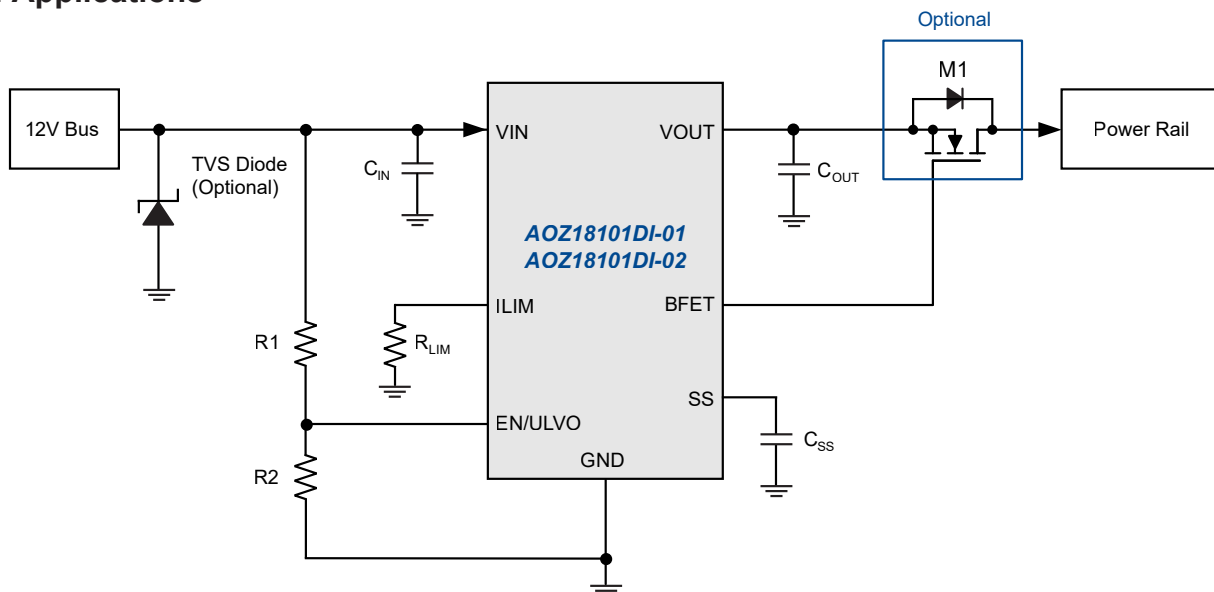 Applications
Optional
M1
12V Bus
VIN
VOUT
Power Rail
TVS Diode
(Optional)
CIN
COUT
AOZ18101DI-01
AOZ18101DI-02
ILIM
BFET
R1
RLIM
SS
EN/ULVO
CSS
R2
GND